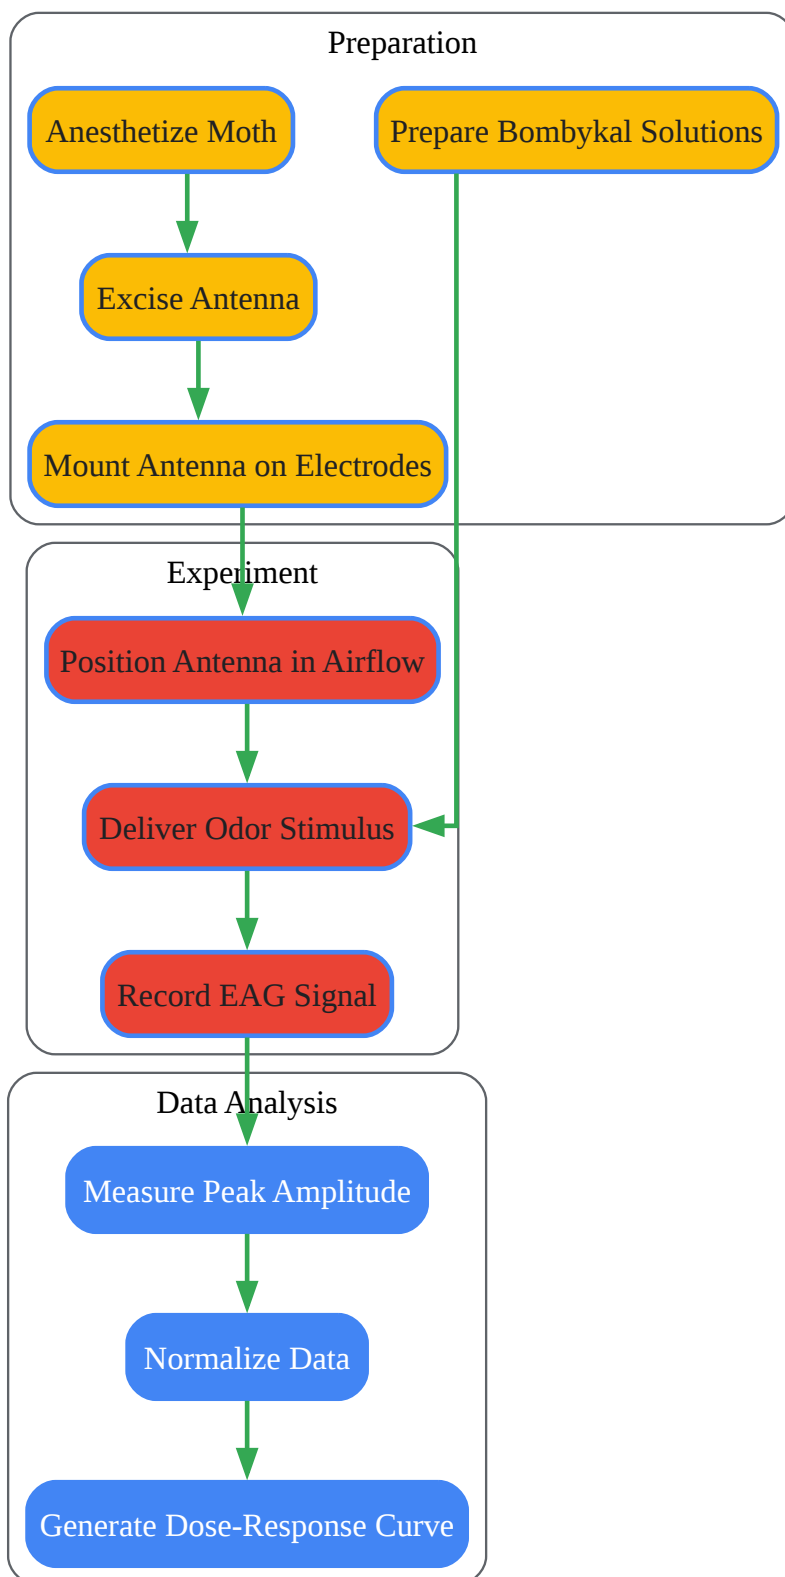 Preparation
Anesthetize Moth
Prepare Bombykal Solutions
Excise Antenna
Mount Antenna on Electrodes
Experiment
Position Antenna in Airflow
Deliver Odor Stimulus
Record EAG Signal
Data Analysis
Measure Peak Amplitude
Normalize Data
Generate Dose-Response Curve